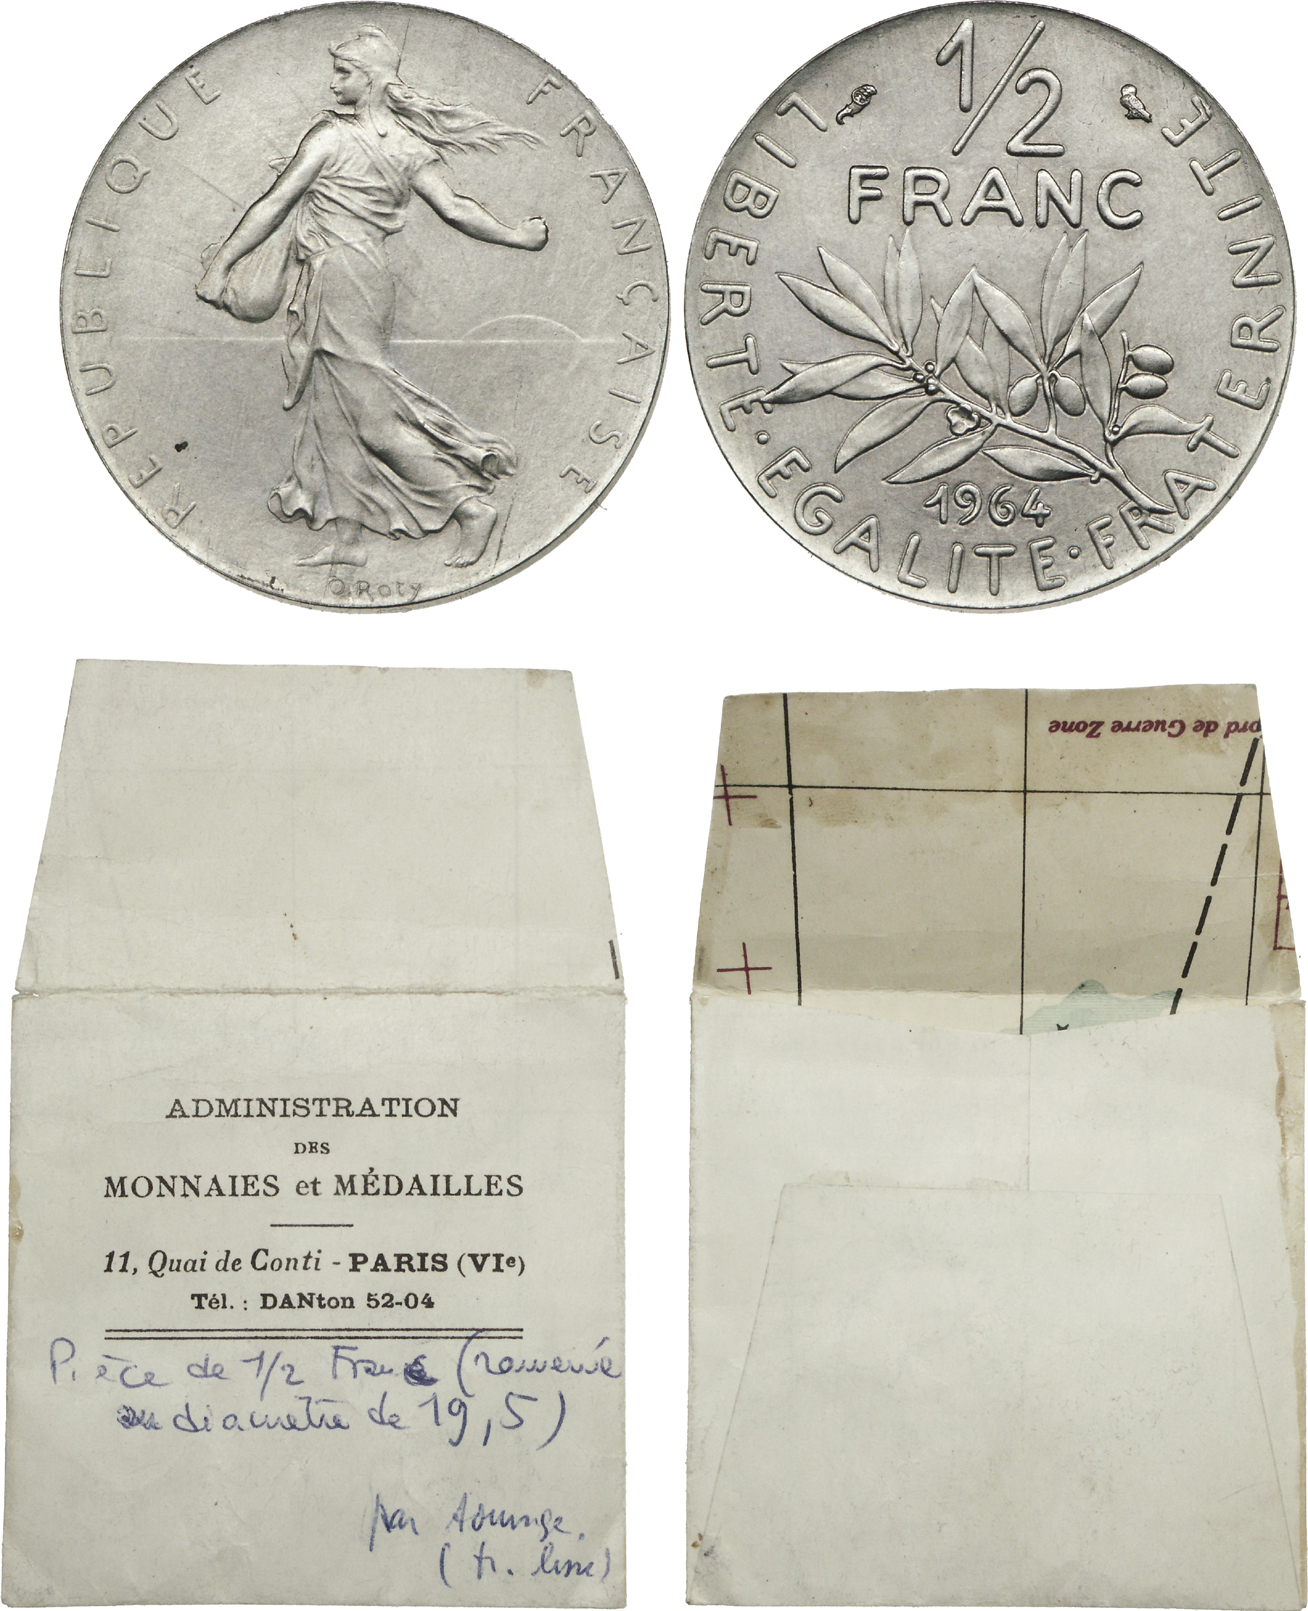 REPUBLIQUE FRANÇAISE
O. Roty
1/2
FRANC
1964
LIBERTE · EGALITE · FRATERNITE
ord de Guerre Zone
ADMINISTRATION
DES
MONNAIES et MÉDAILLES
11, Quai de Conti - PARIS (VIe)
Tél. : DANton 52-04
Pièce de 1/2 Franc (ramenée
au diamètre de 19,5)
par
(tr.